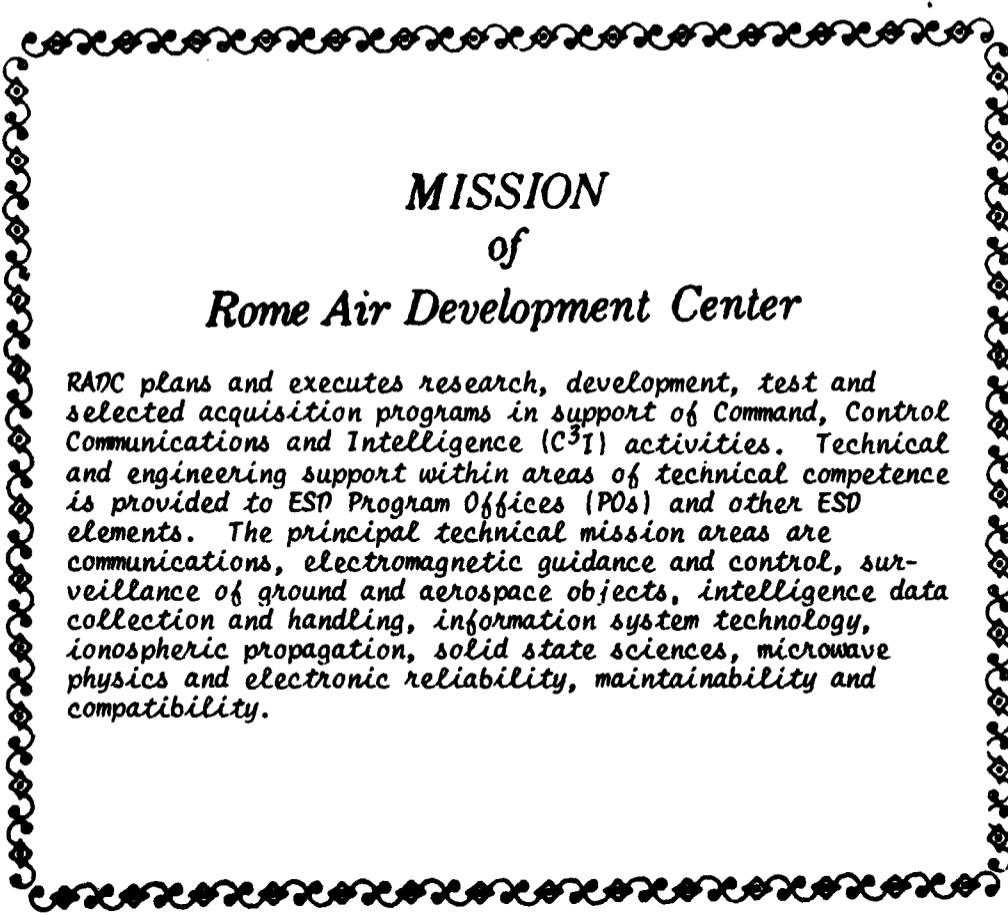 MISSION
of
Rome Air Development Center
RADC plans and executes research, development, test and
selected acquisition programs in support of Command, Control
Communications and Intelligence (C³I) activities. Technical
and engineering support within areas of technical competence
is provided to ESD Program Offices (POs) and other ESD
elements. The principal technical mission areas are
communications, electromagnetic guidance and control, sur-
veillance of ground and aerospace objects, intelligence data
collection and handling, information system technology,
ionospheric propagation, solid state sciences, microwave
physics and electronic reliability, maintainability and
compatibility.